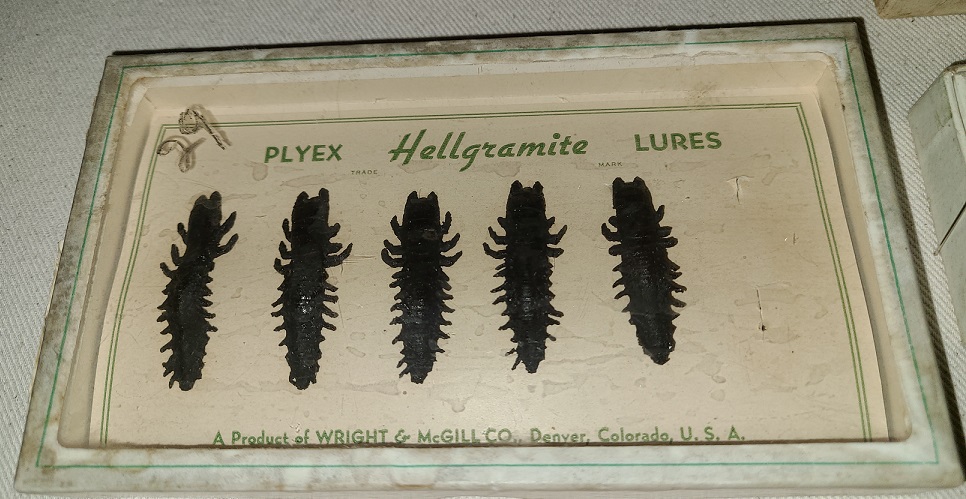 PLYEX Hellgramite LURES
TRADE MARK
A Product of WRIGHT & McGILL CO., Denver, Colorado, U. S. A.